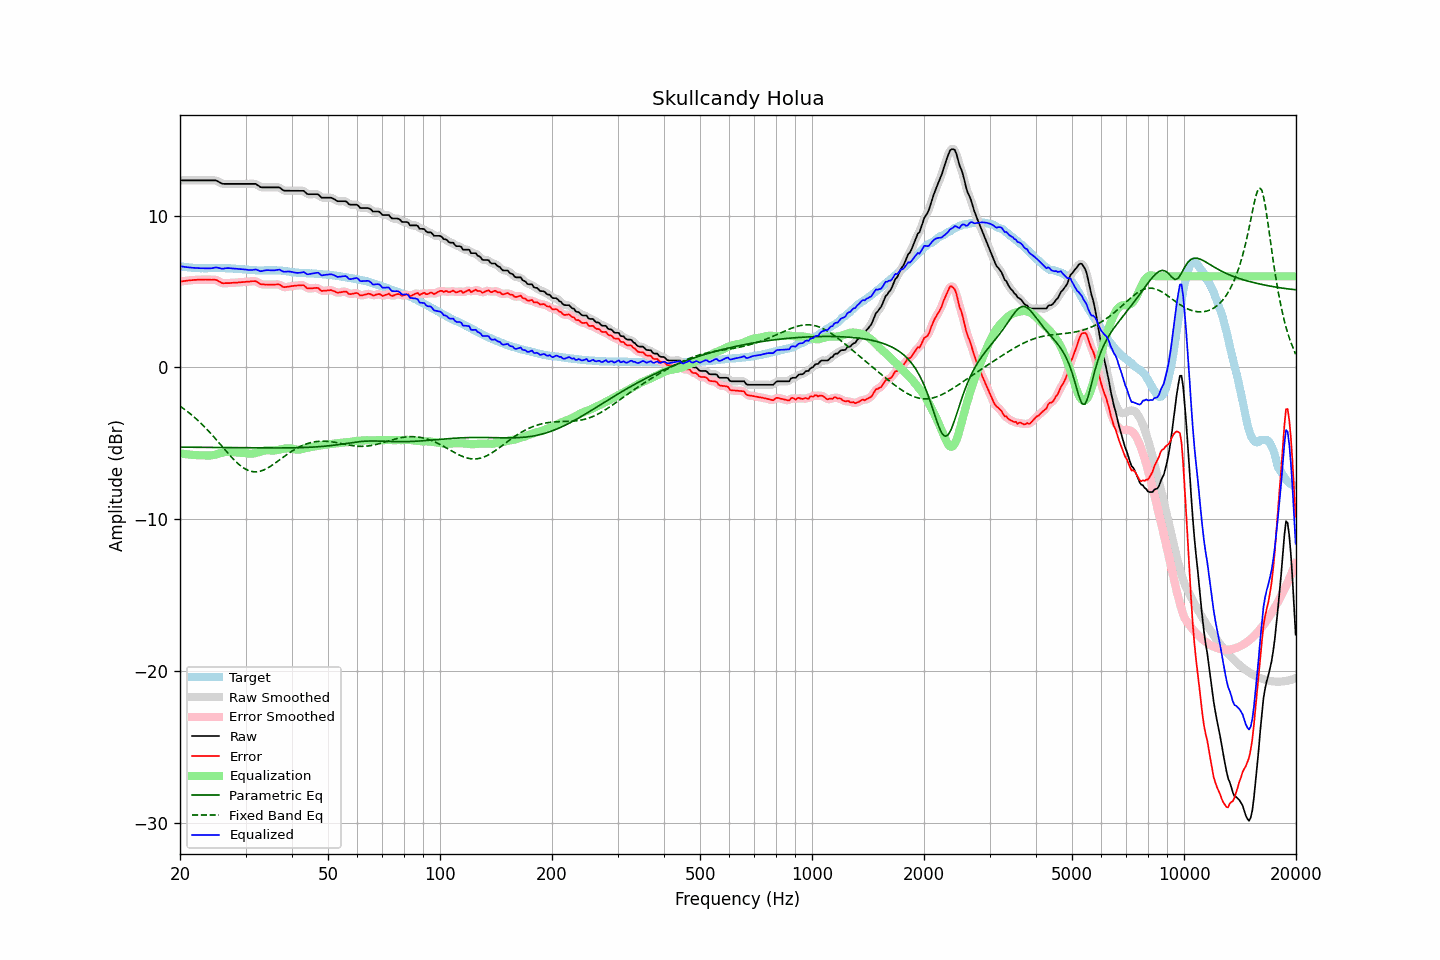 Skullcandy Holua
10
0
−10
−20
−30
Amplitude (dBr)
Target
Raw Smoothed
Error Smoothed
Raw
Error
Equalization
Parametric Eq
Fixed Band Eq
Equalized
20 50 100 200 500 1000 2000 5000 10000 20000
Frequency (Hz)